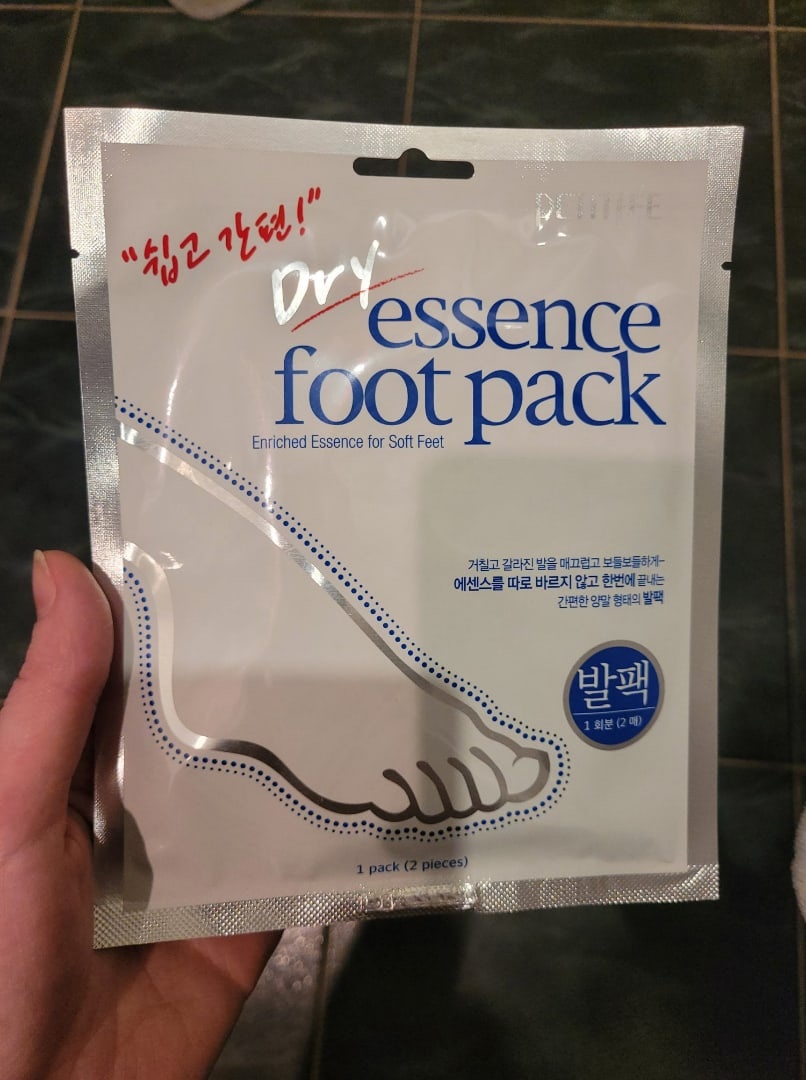 PETITFE
"쉽고 간편!"
Dry
essence
foot pack
Enriched Essence for Soft Feet
거칠고 갈라진 발을 매끄럽고 보들보들하게~
에센스를 따로 바르지 않고 한번에 끝내는
간편한 양말 형태의 발팩
발팩
1 회분 (2 매)
1 pack (2 pieces)